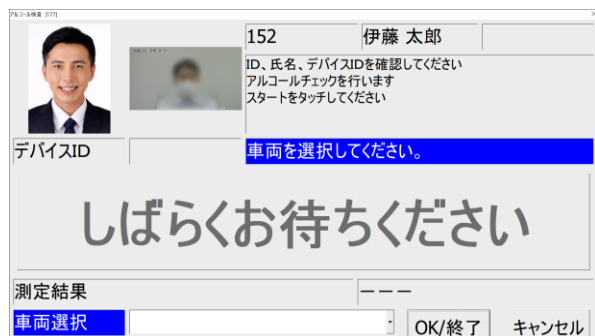 アルコール検査 [177]
152
伊藤 太郎
ID、氏名、デバイスIDを確認してください
アルコールチェックを行います
スタートをタッチしてください
デバイスID
車両を選択してください。
しばらくお待ちください
測定結果
ーーー
車両選択
OK/終了
キャンセル